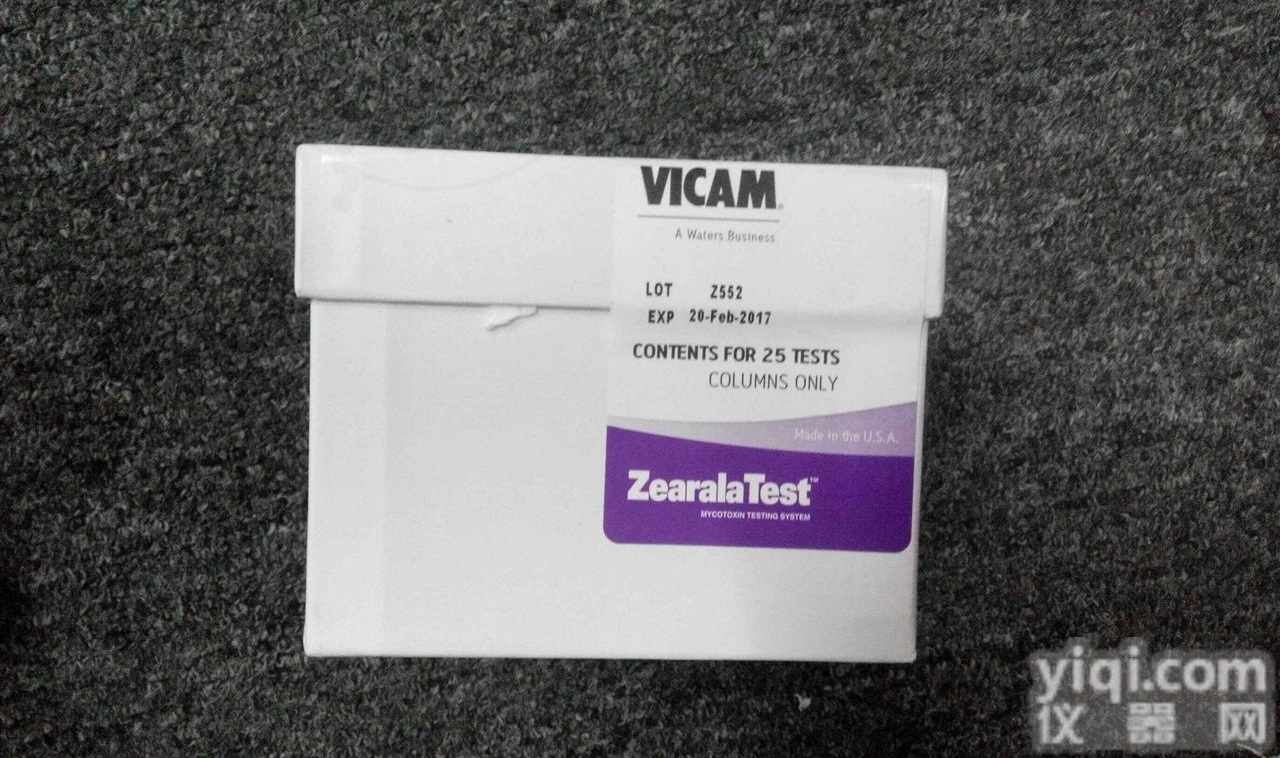 VICAM®
A Waters Business
LOT Z552
EXP 20-Feb-2017
CONTENTS FOR 25 TESTS
COLUMNS ONLY
Made in the U.S.A.
ZearalaTest™
MYCOTOXIN TESTING SYSTEM
yiqi.com
仪器网